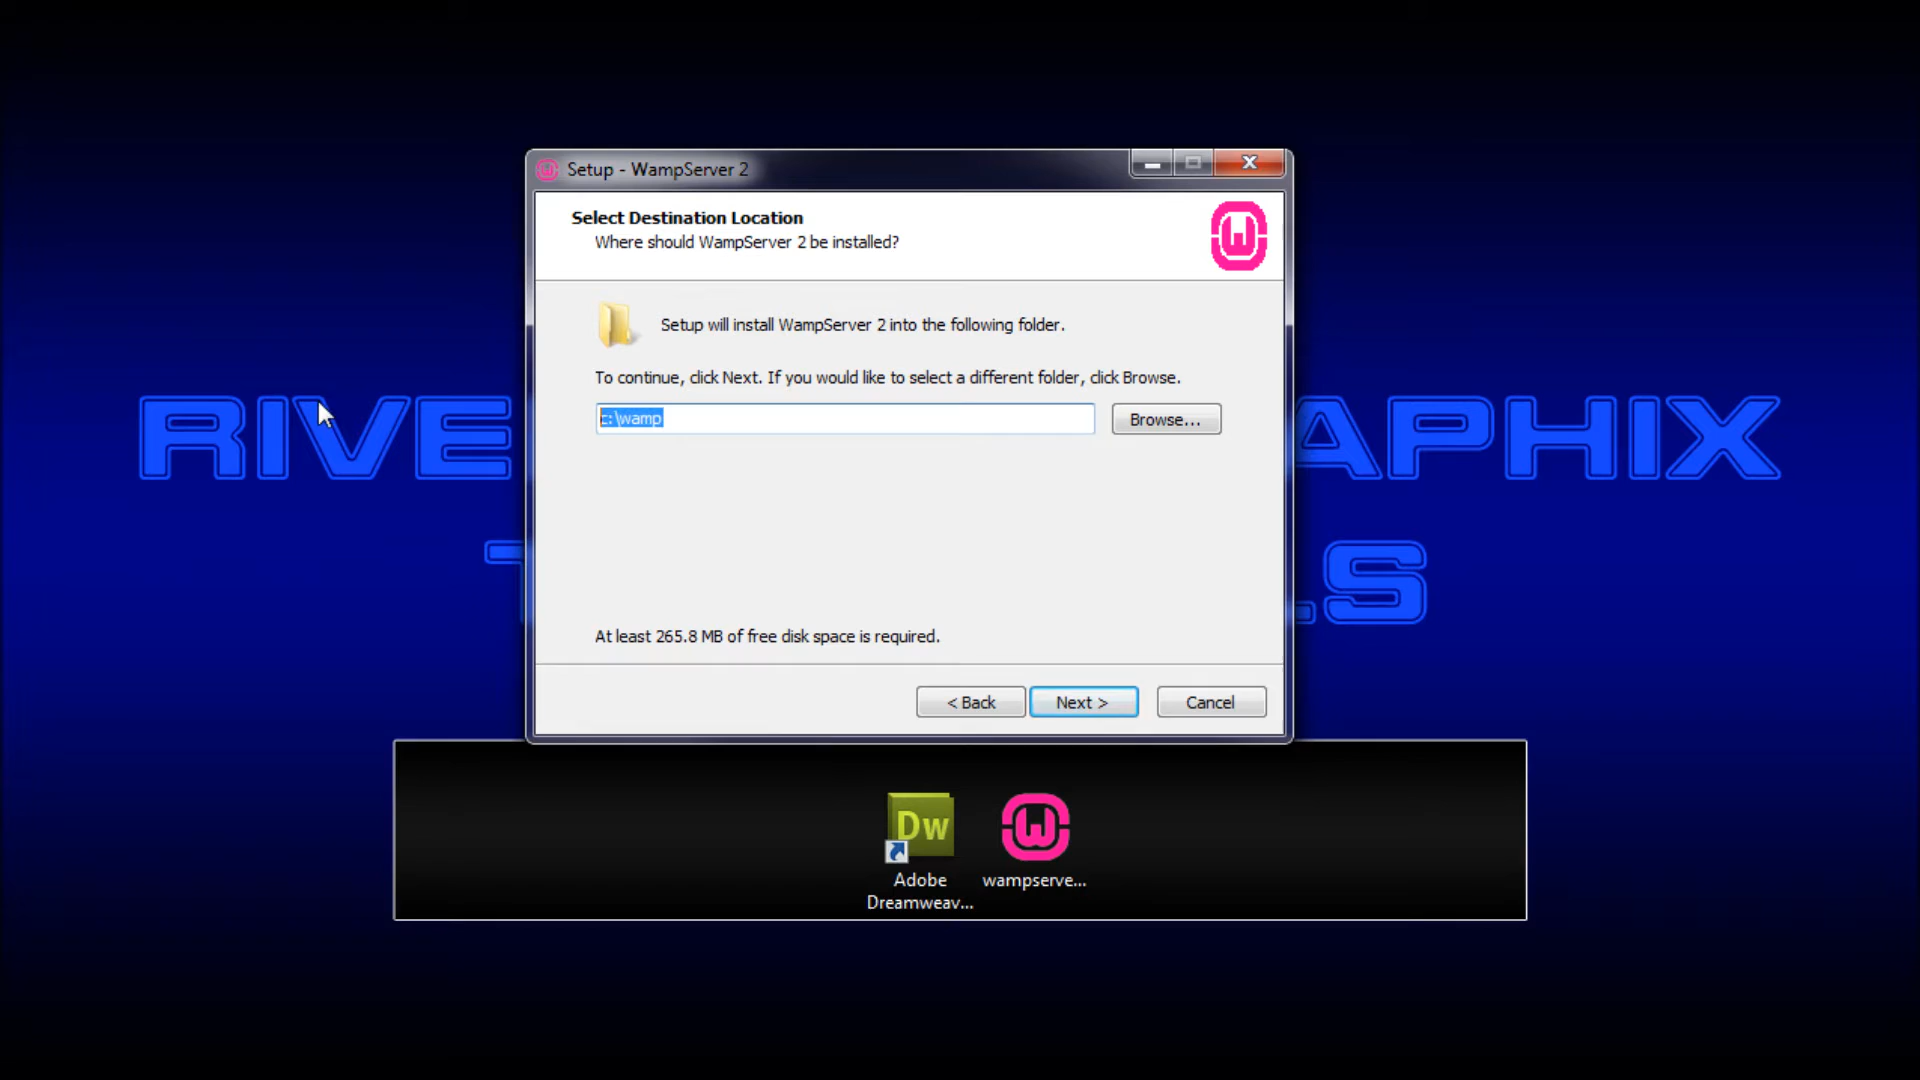 Setup - WampServer 2
Select Destination Location
Where should WampServer 2 be installed?
Setup will install WampServer 2 into the following folder.
To continue, click Next. If you would like to select a different folder, click Browse.
c:\wamp
Browse...
RIVE
APHIX
LS
At least 265.8 MB of free disk space is required.
< Back
Next >
Cancel
Dw
Adobe
Dreamweav...
wampserve...